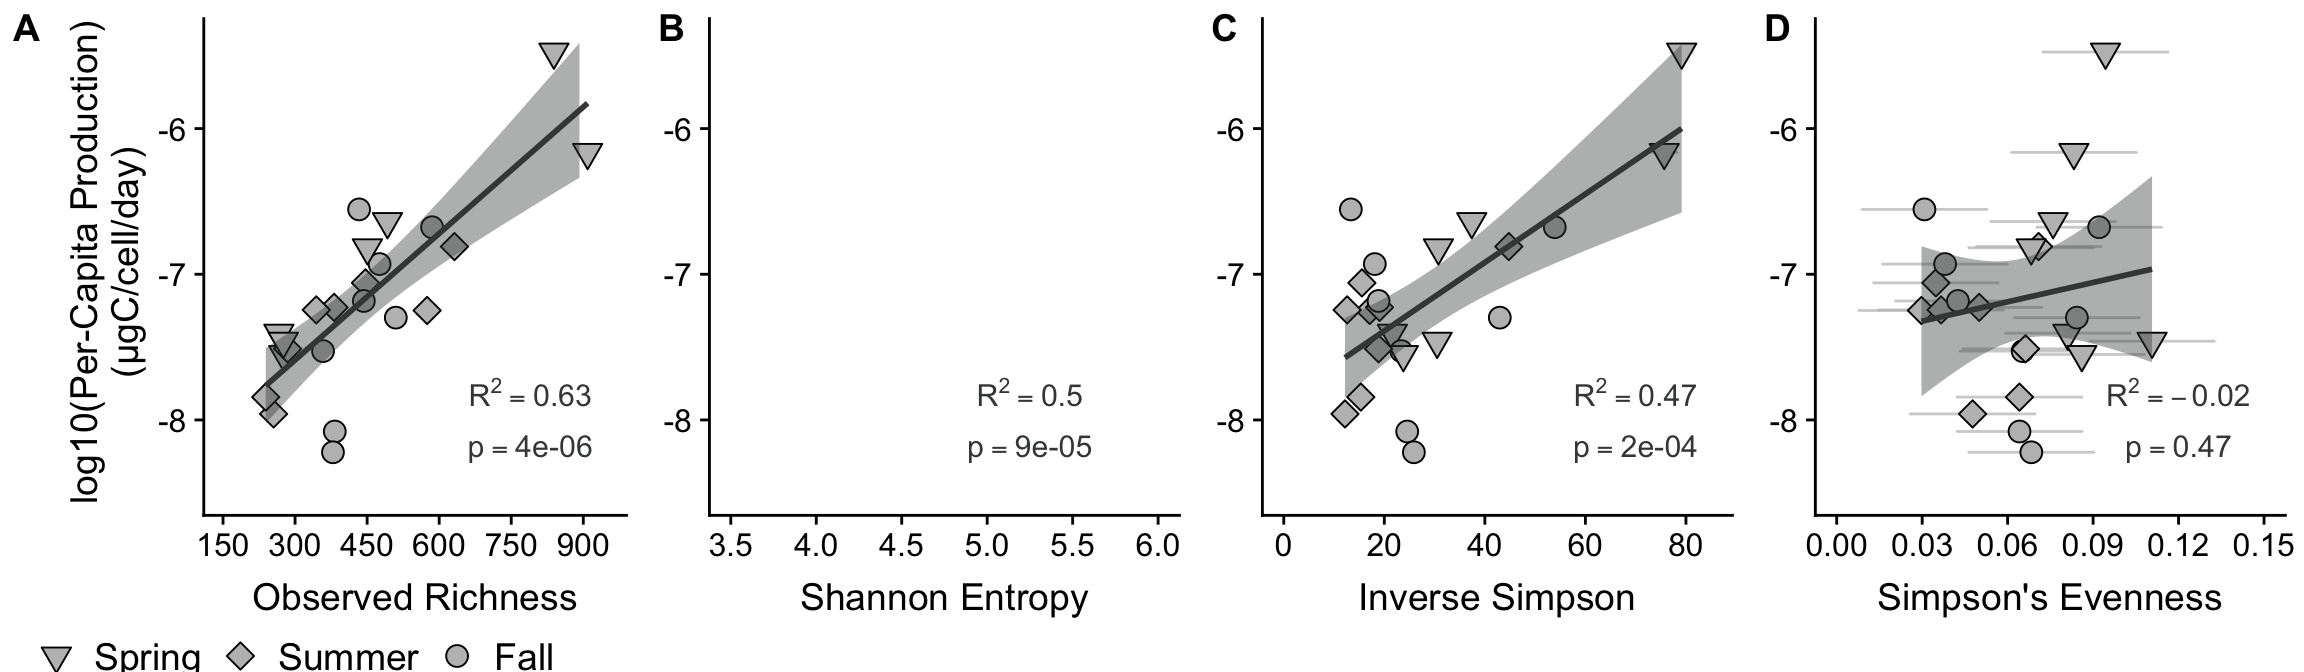 A
B
C
D
log10(Per-Capita Production)
(μgC/cell/day)
-6
-7
-8
R² = 0.63
p = 4e-06
150 300 450 600 750 900
Observed Richness
-6
-7
-8
R² = 0.5
p = 9e-05
3.5 4.0 4.5 5.0 5.5 6.0
Shannon Entropy
-6
-7
-8
R² = 0.47
p = 2e-04
0 20 40 60 80
Inverse Simpson
-6
-7
-8
R² = − 0.02
p = 0.47
0.00 0.03 0.06 0.09 0.12 0.15
Simpson's Evenness
Spring Summer Fall